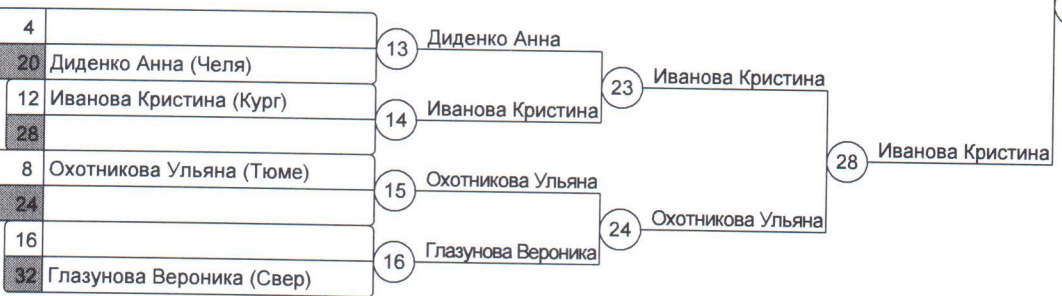 4
20 Диденко Анна (Челя)
12 Иванова Кристина (Кург)
28
8 Охотникова Ульяна (Тюме)
24
16
32 Глазунова Вероника (Свер)
13 Диденко Анна
14 Иванова Кристина
15 Охотникова Ульяна
16 Глазунова Вероника
23 Иванова Кристина
24 Охотникова Ульяна
28 Иванова Кристина